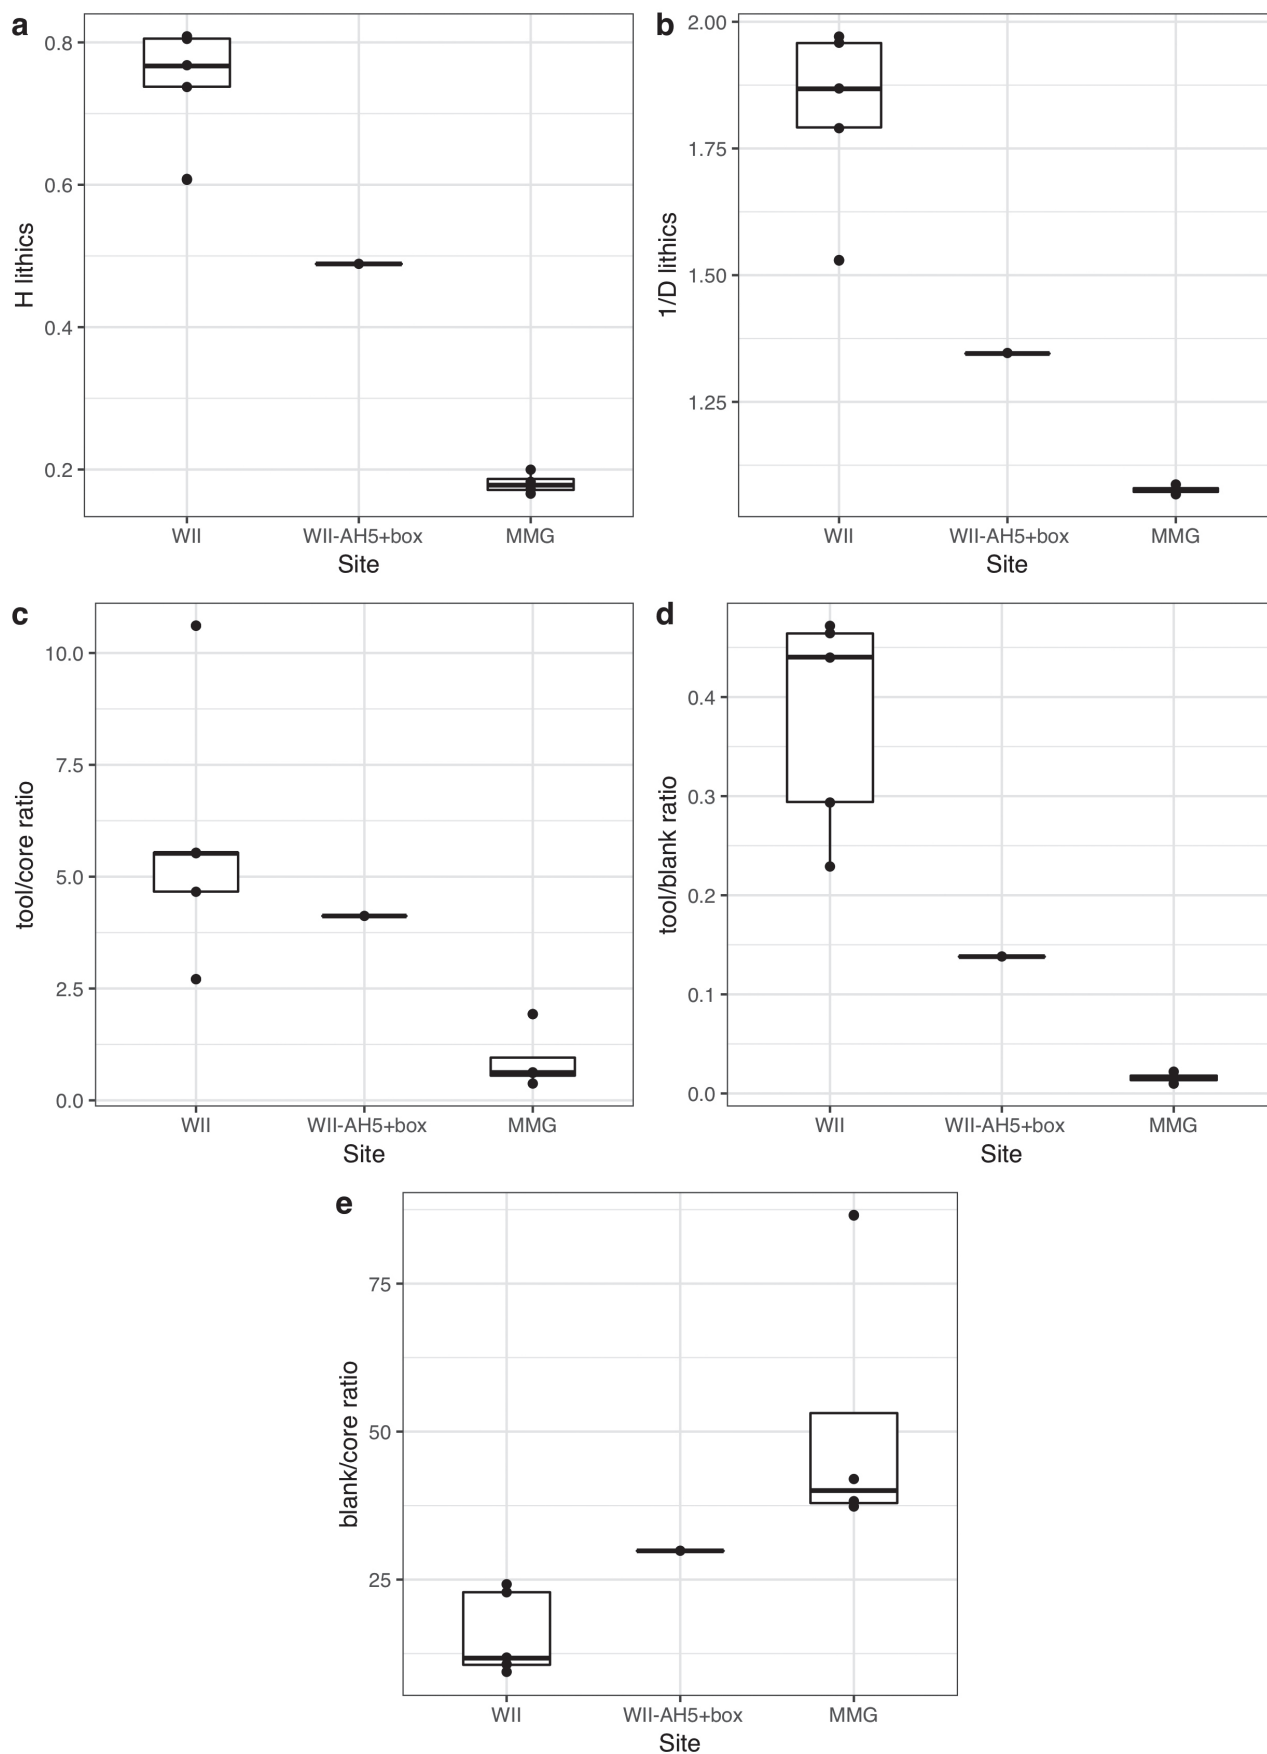 a
H lithics
0.8
0.6
0.4
0.2
WII WII-AH5+box MMG
Site
b
1/D lithics
2.00
1.75
1.50
1.25
WII WII-AH5+box MMG
Site
c
tool/core ratio
10.0
7.5
5.0
2.5
0.0
WII WII-AH5+box MMG
Site
d
tool/blank ratio
0.4
0.3
0.2
0.1
0.0
WII WII-AH5+box MMG
Site
e
blank/core ratio
75
50
25
WII WII-AH5+box MMG
Site